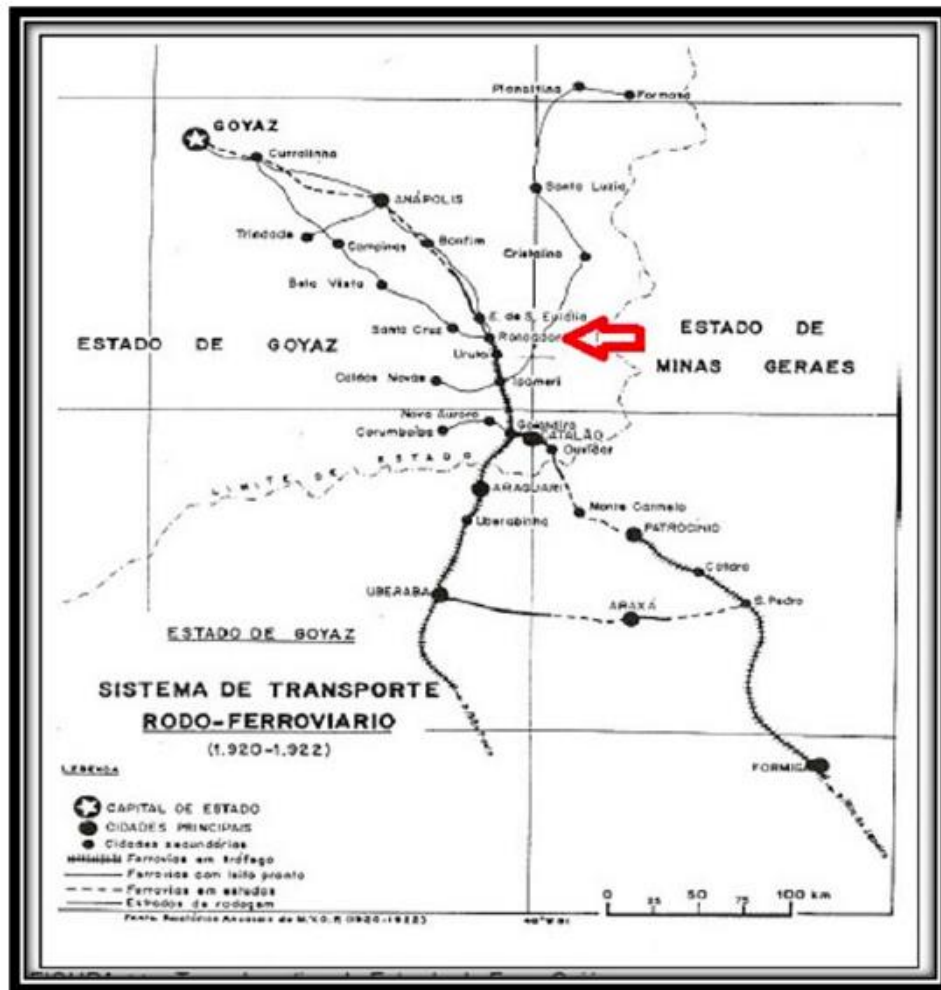 Planaltina
Formosa
GOYAZ
Curralinho
Santa Luzia
ANÁPOLIS
Trindade
Campinas
Bonfim
Cristalina
Bela Vista
E. de S. Eulália
Santa Cruz
Roncador
ESTADO DE GOYAZ
ESTADO DE
MINAS GERAES
Urutaí
Caldas Novas
Ipameri
Nova Aurora
Goiandira
Corumbaíba
CATALÃO
Ouvidor
LIMITE DE ESTADO
ARAGUARI
Monte Carmelo
Uberabinha
PATROCÍNIO
UBERABA
ARAXÁ
S. Pedro
ESTADO DE GOYAZ
SISTEMA DE TRANSPORTE
RODO-FERROVIARIO
(1.920-1.922)
LEGENDA
FORMIGA
CAPITAL DE ESTADO
CIDADES PRINCIPAIS
Cidades secundárias
Ferrovias em tráfego
Ferrovias com leito pronto
Ferrovias em estudos
Estradas de rodagem
0 25 50 75 100 km
(1920-1922)